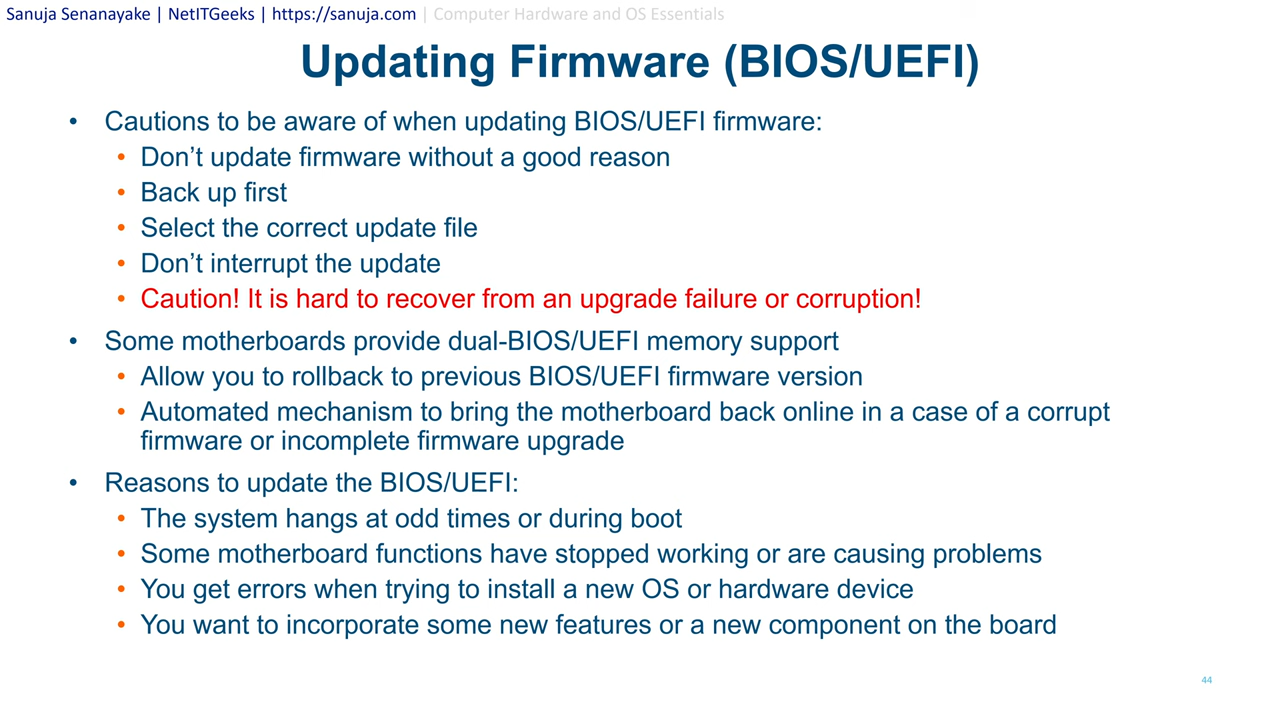 Sanuja Senanayake | NetITGeeks | https://sanuja.com | Computer Hardware and OS Essentials
Updating Firmware (BIOS/UEFI)
• Cautions to be aware of when updating BIOS/UEFI firmware:
• Don’t update firmware without a good reason
• Back up first
• Select the correct update file
• Don’t interrupt the update
• Caution! It is hard to recover from an upgrade failure or corruption!
• Some motherboards provide dual-BIOS/UEFI memory support
• Allow you to rollback to previous BIOS/UEFI firmware version
• Automated mechanism to bring the motherboard back online in a case of a corrupt
firmware or incomplete firmware upgrade
• Reasons to update the BIOS/UEFI:
• The system hangs at odd times or during boot
• Some motherboard functions have stopped working or are causing problems
• You get errors when trying to install a new OS or hardware device
• You want to incorporate some new features or a new component on the board
44